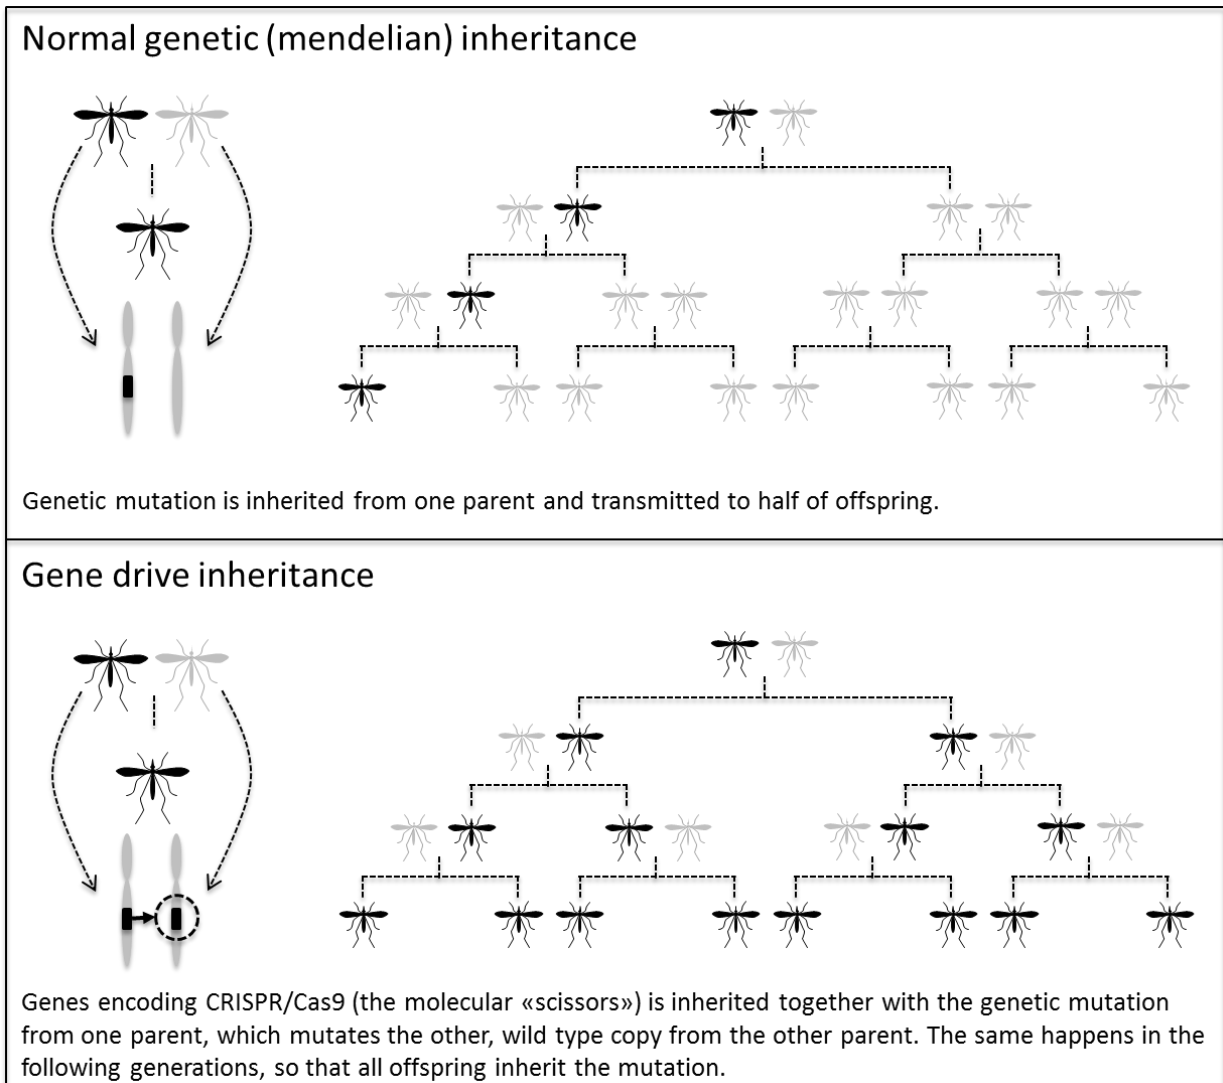 Normal genetic (mendelian) inheritance
Genetic mutation is inherited from one parent and transmitted to half of offspring.
Gene drive inheritance
Genes encoding CRISPR/Cas9 (the molecular «scissors») is inherited together with the genetic mutation
from one parent, which mutates the other, wild type copy from the other parent. The same happens in the
following generations, so that all offspring inherit the mutation.